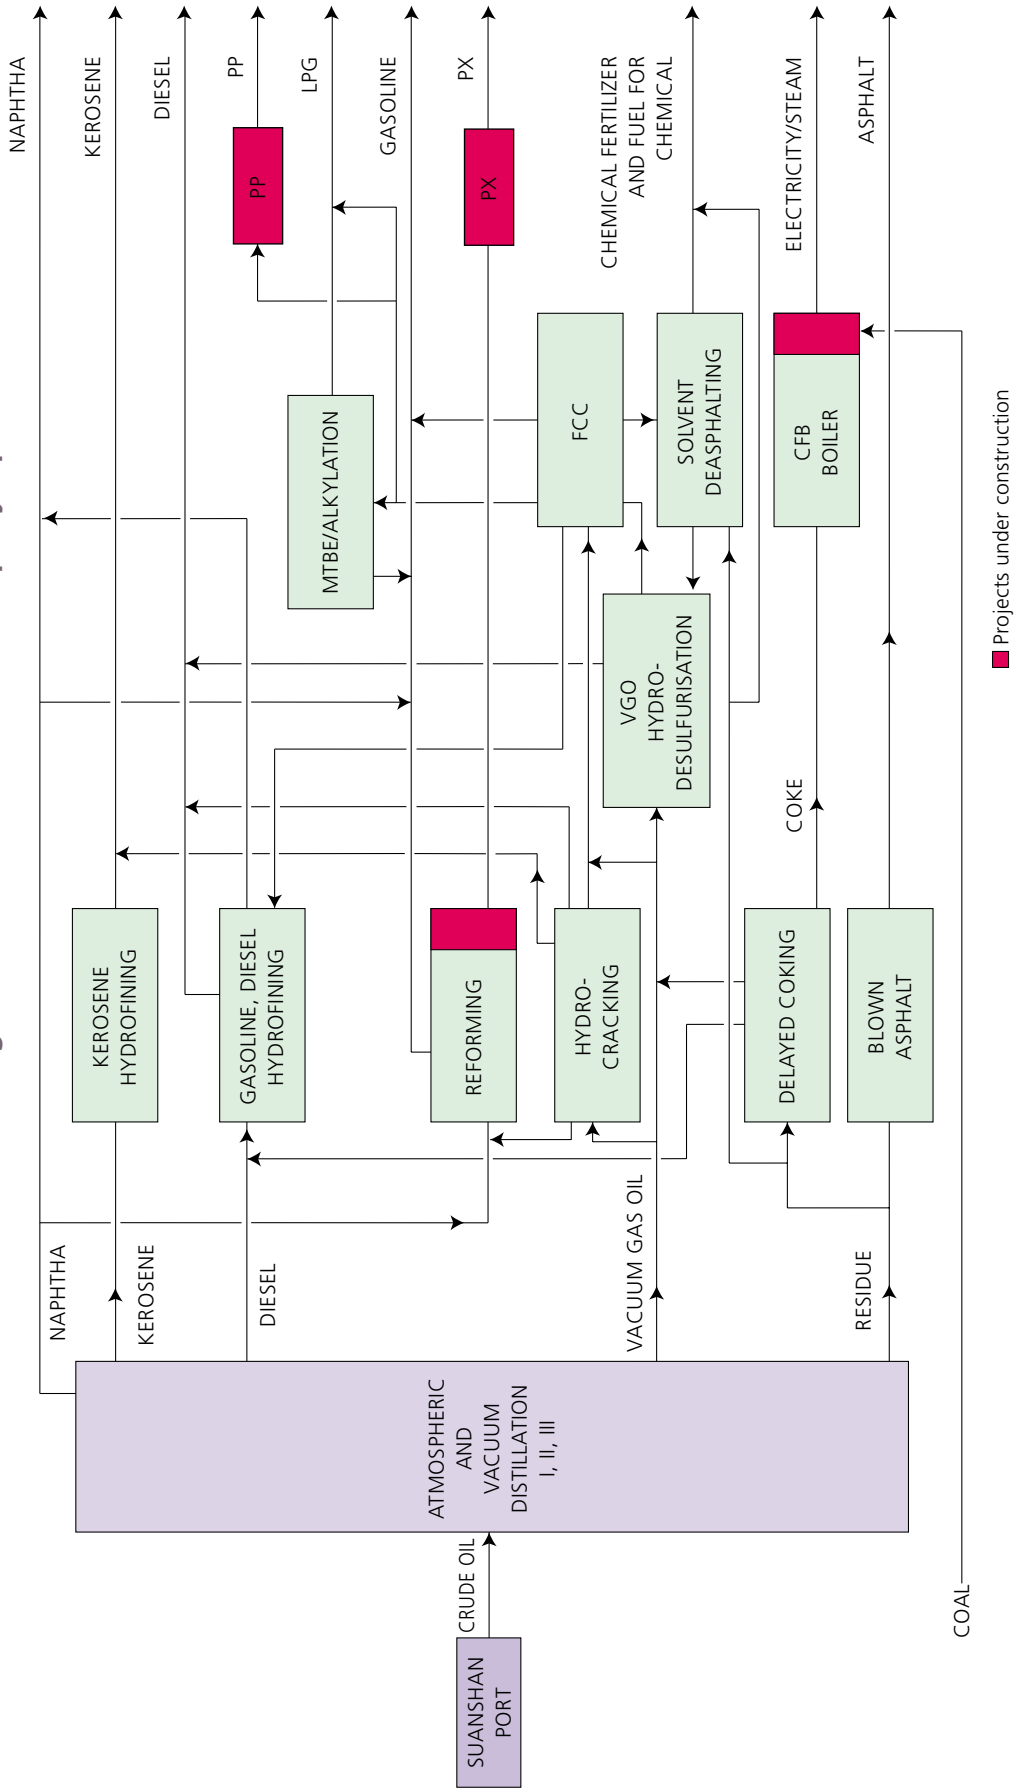 SUANSHAN
PORT
CRUDE OIL
ATMOSPHERIC
AND
VACUUM
DISTILLATION
I, II, III
NAPHTHA
KEROSENE
DIESEL
VACUUM GAS OIL
RESIDUE
COAL
KEROSENE
HYDROFINING
GASOLINE, DIESEL
HYDROFINING
REFORMING
HYDRO-
CRACKING
DELAYED COKING
BLOWN
ASPHALT
COKE
VGO
HYDRO-
DESULFURISATION
MTBE/ALKYLATION
FCC
SOLVENT
DEASPHALTING
CFB
BOILER
PP
PX
NAPHTHA
KEROSENE
DIESEL
PP
LPG
GASOLINE
PX
CHEMICAL FERTILIZER
AND FUEL FOR
CHEMICAL
ELECTRICITY/STEAM
ASPHALT
Projects under construction